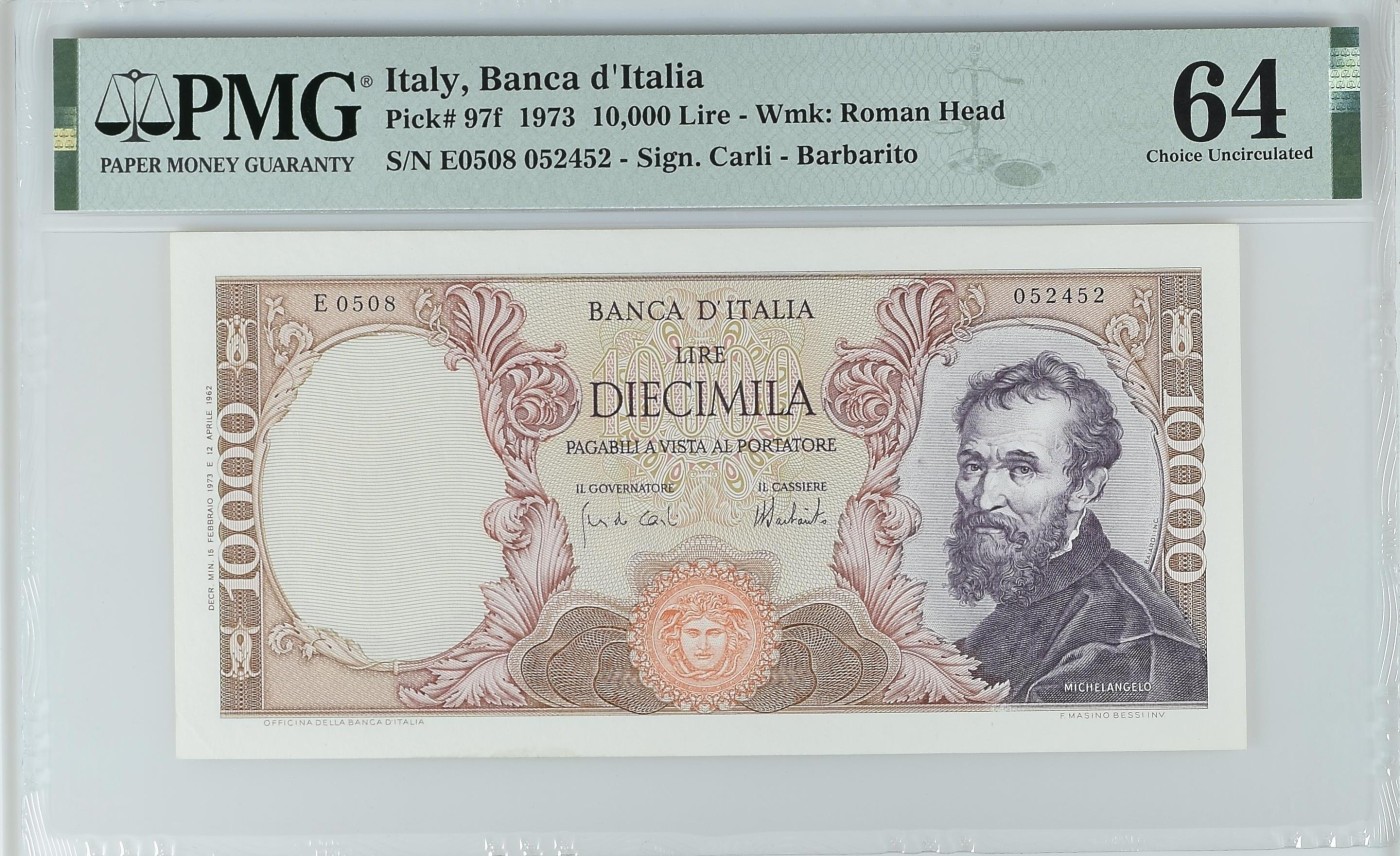 PMG®
PAPER MONEY GUARANTY
Italy, Banca d'Italia
Pick# 97f 1973 10,000 Lire - Wmk: Roman Head
S/N E0508 052452 - Sign. Carli - Barbarito
64
Choice Uncirculated
E 0508
BANCA D'ITALIA
052452
10000
LIRE
DIECIMILA
PAGABILI A VISTA AL PORTATORE
IL GOVERNATORE
IL CASSIERE
DECR. MIN. 15 FEBBRAIO 1973 E 12 APRILE 1962
10000
10000
MICHELANGELO
OFFICINA DELLA BANCA D'ITALIA
F. MASINO BESSI INV